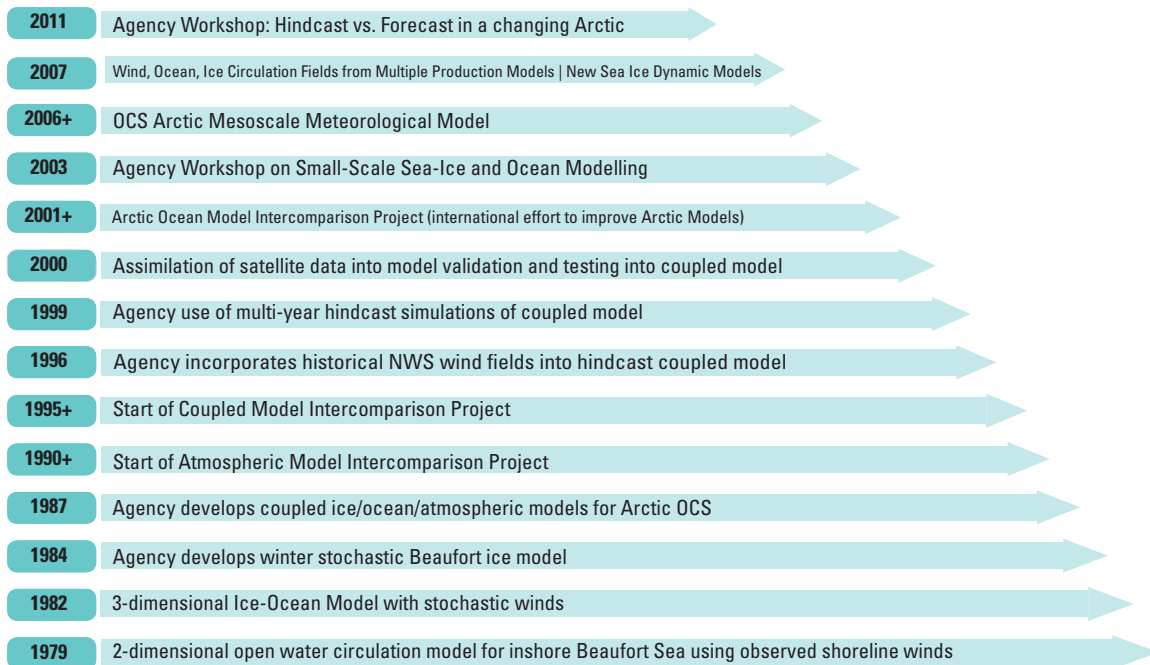 2011 Agency Workshop: Hindcast vs. Forecast in a changing Arctic
2007 Wind, Ocean, Ice Circulation Fields from Multiple Production Models | New Sea Ice Dynamic Models
2006+ OCS Arctic Mesoscale Meteorological Model
2003 Agency Workshop on Small-Scale Sea-Ice and Ocean Modelling
2001+ Arctic Ocean Model Intercomparison Project (international effort to improve Arctic Models)
2000 Assimilation of satellite data into model validation and testing into coupled model
1999 Agency use of multi-year hindcast simulations of coupled model
1996 Agency incorporates historical NWS wind fields into hindcast coupled model
1995+ Start of Coupled Model Intercomparison Project
1990+ Start of Atmospheric Model Intercomparison Project
1987 Agency develops coupled ice/ocean/atmospheric models for Arctic OCS
1984 Agency develops winter stochastic Beaufort ice model
1982 3-dimensional Ice-Ocean Model with stochastic winds
1979 2-dimensional open water circulation model for inshore Beaufort Sea using observed shoreline winds